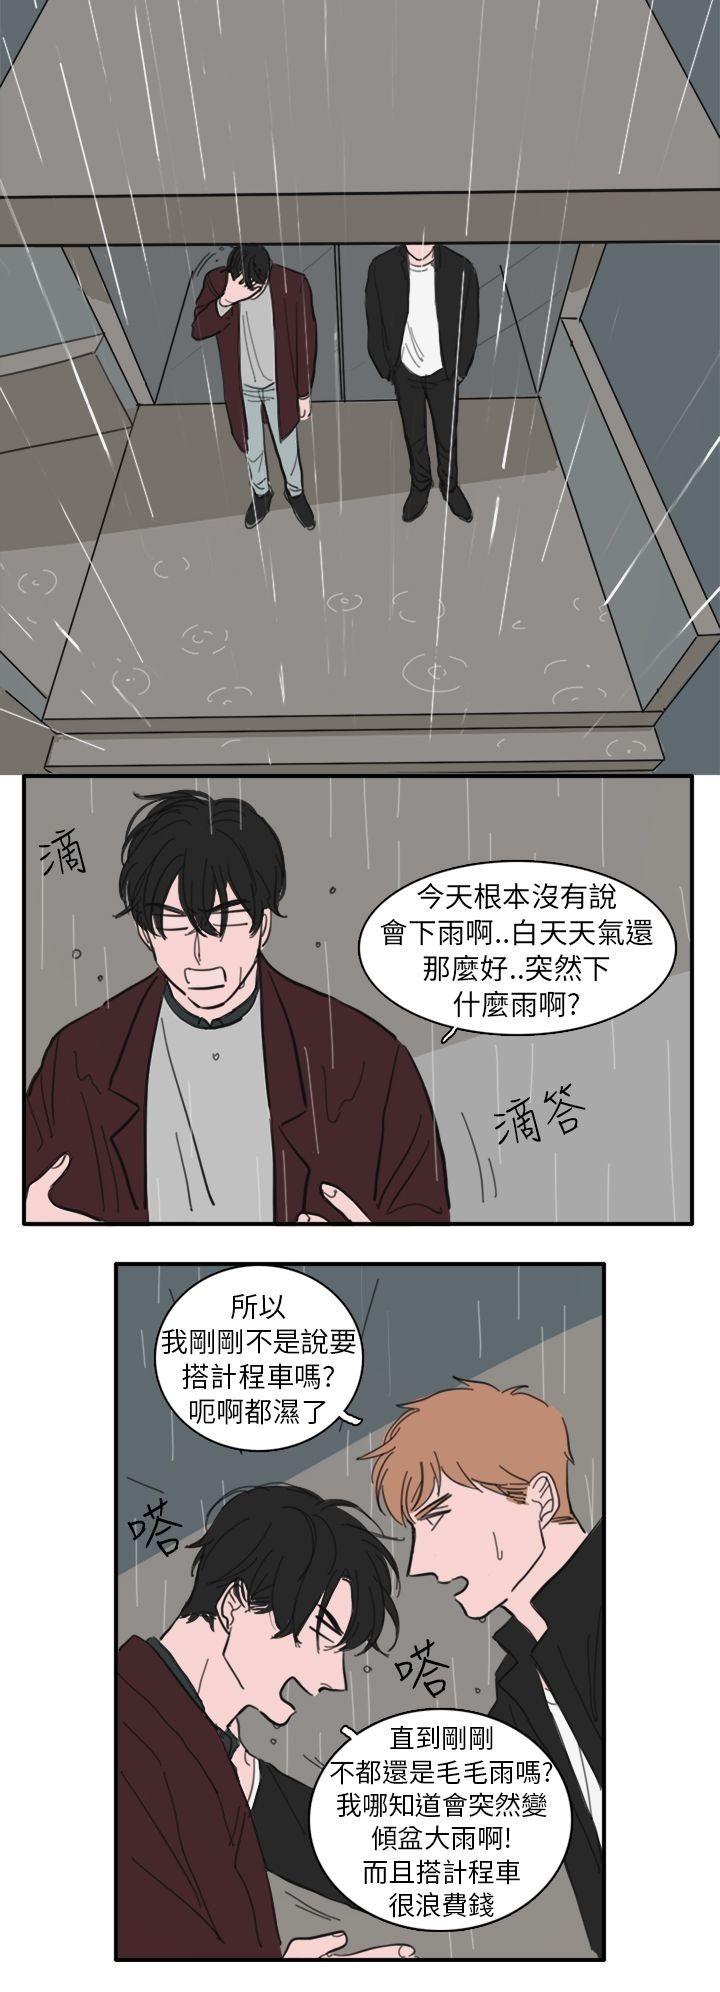 滴
今天根本沒有說
會下雨啊..白天天氣還
那麼好..突然下
什麼雨啊?
滴答
所以
我剛剛不是說要
搭計程車嗎?
呃啊都濕了
嗒
嗒
直到剛剛
不都還是毛毛雨嗎?
我哪知道會突然變
傾盆大雨啊!
而且搭計程車
很浪費錢